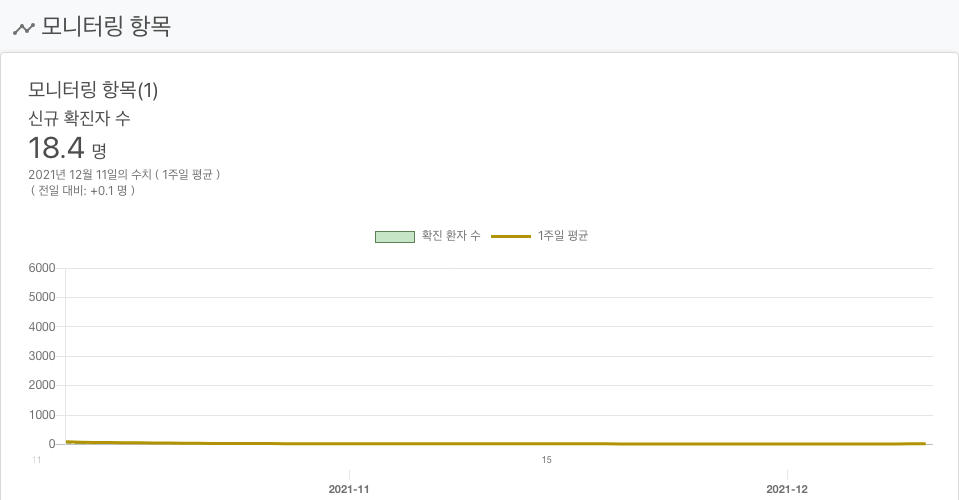 모니터링 항목
모니터링 항목(1)
신규 확진자 수
18.4 명
2021년 12월 11일의 수치 ( 1주일 평균 )
( 전일 대비: +0.1 명 )
확진 환자 수 1주일 평균
6000
5000
4000
3000
2000
1000
0
11 15
2021-11 2021-12